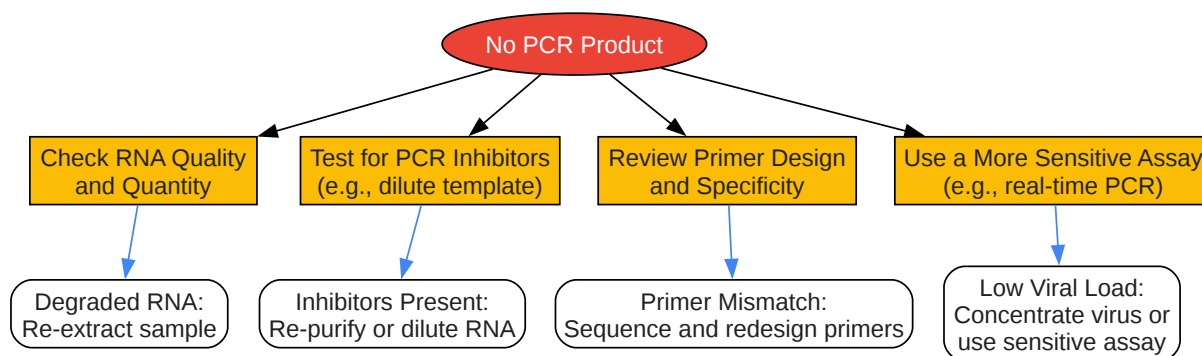 No PCR Product
Check RNA Quality
and Quantity
Test for PCR Inhibitors
(e.g., dilute template)
Review Primer Design
and Specificity
Use a More Sensitive Assay
(e.g., real-time PCR)
Degraded RNA:
Re-extract sample
Inhibitors Present:
Re-purify or dilute RNA
Primer Mismatch:
Sequence and redesign primers
Low Viral Load:
Concentrate virus or
use sensitive assay